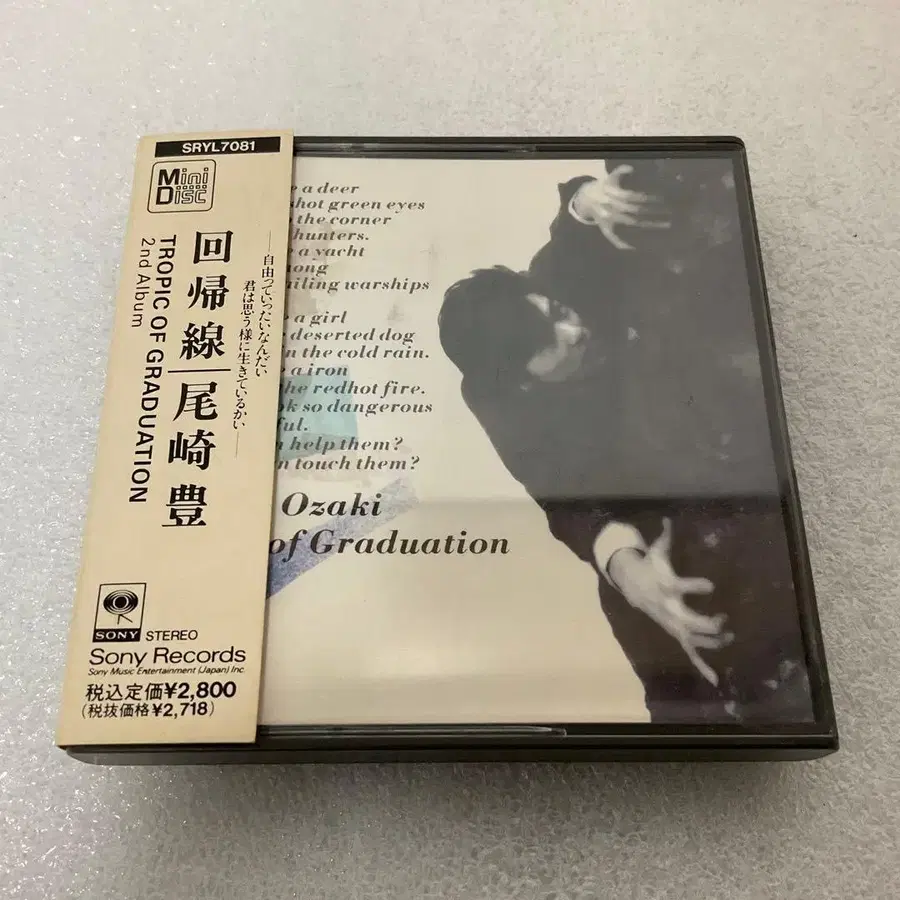 SRYL7081
Mini
Disc
回帰線|尾崎豊
TROPIC OF GRADUATION
2nd Album
――自由っていったいなんだい
君は思う様に生きているかい――
SONY
STEREO
Sony Records
Sony Music Entertainment (Japan) Inc.
税込定価¥2,800
(税抜価格¥2,718)
a deer
shot green eyes
the corner
hunters.
a yacht
ailing warships
a girl
deserted dog
in the cold rain.
a iron
he redhot fire.
ok so dangerous
ful.
help them?
n touch them?
Ozaki
of Graduation